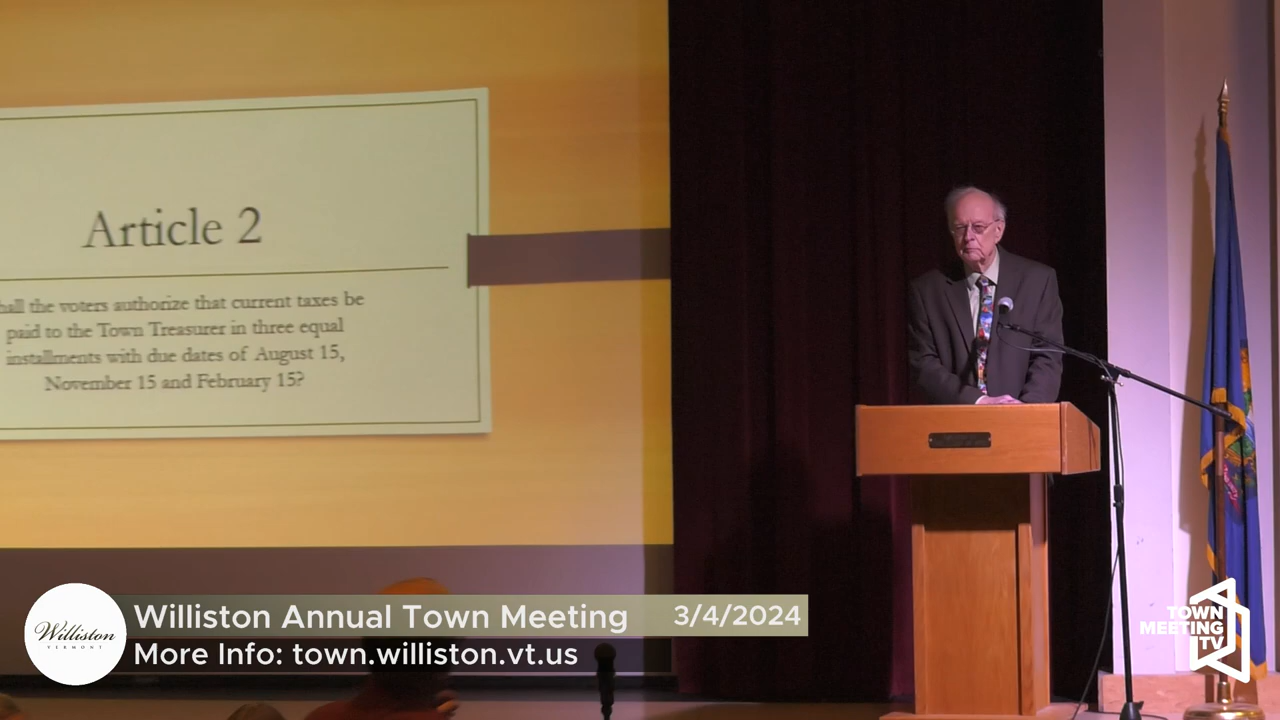 Article 2
hall the voters authorize that current taxes be
paid to the Town Treasurer in three equal
installments with due dates of August 15,
November 15 and February 15?
Williston Annual Town Meeting 3/4/2024
More Info: town.williston.vt.us
Williston
VERMONT
TOWN
MEETING
TV